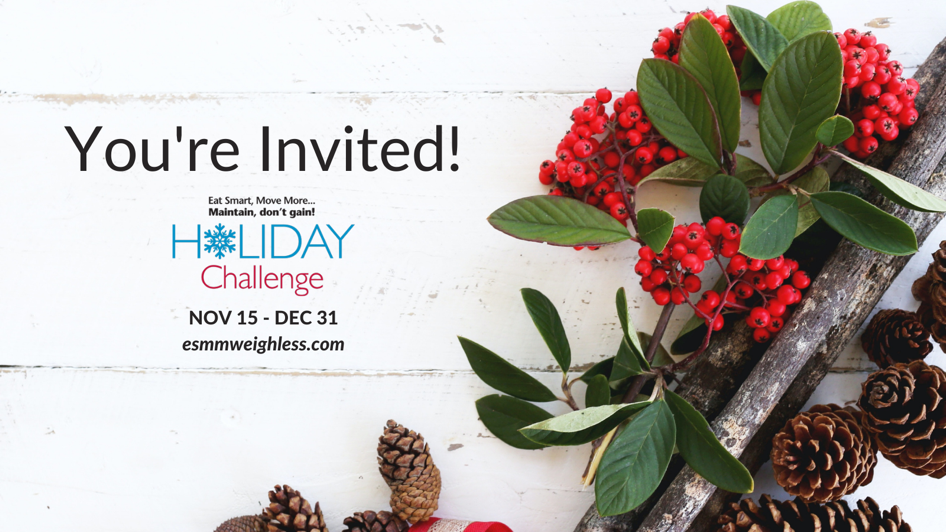 You're Invited!
Eat Smart, Move More...
Maintain, don't gain!
HOLIDAY
Challenge
NOV 15 - DEC 31
esmmweighless.com